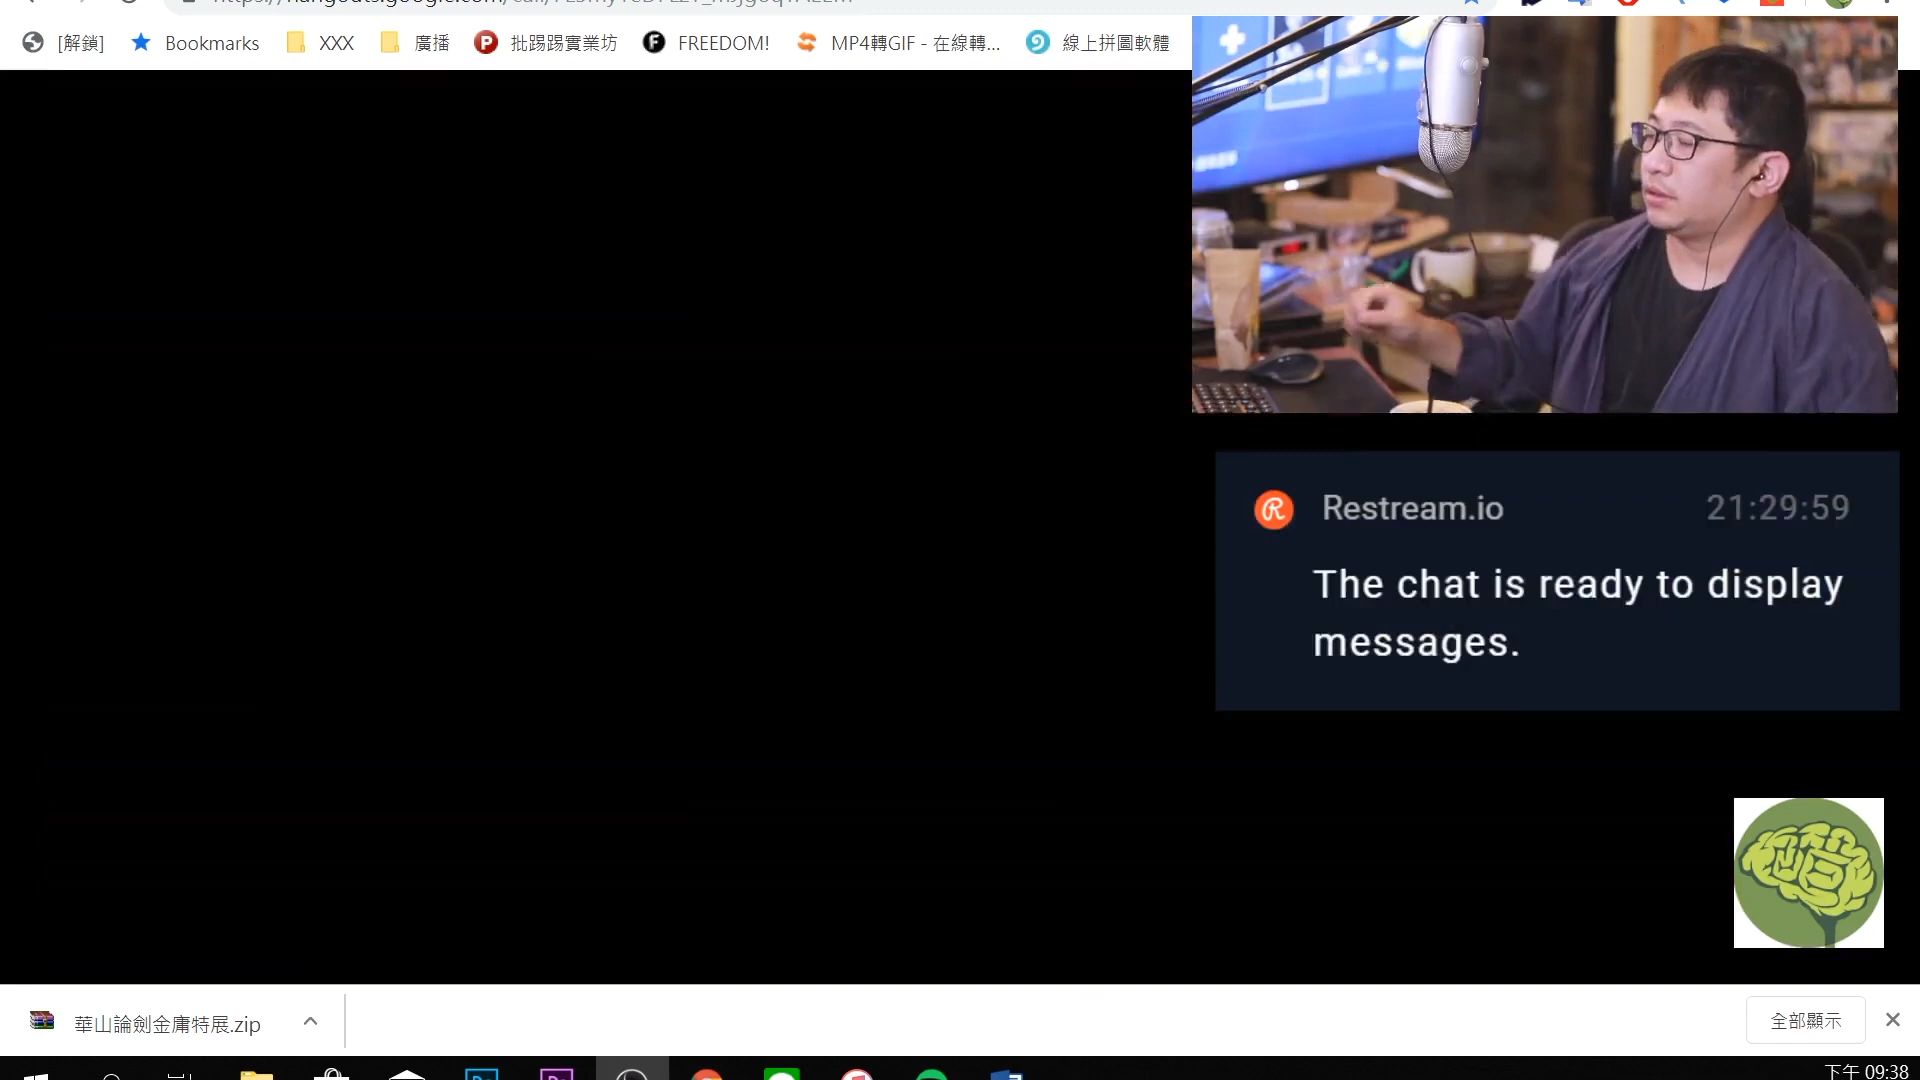 [解鎖] Bookmarks XXX 廣播 批踢踢實業坊 FREEDOM! MP4轉GIF - 在線轉... 線上拼圖軟體
Restream.io 21:29:59
The chat is ready to display
messages.
華山論劍金庸特展.zip 全部顯示
下午 09:38